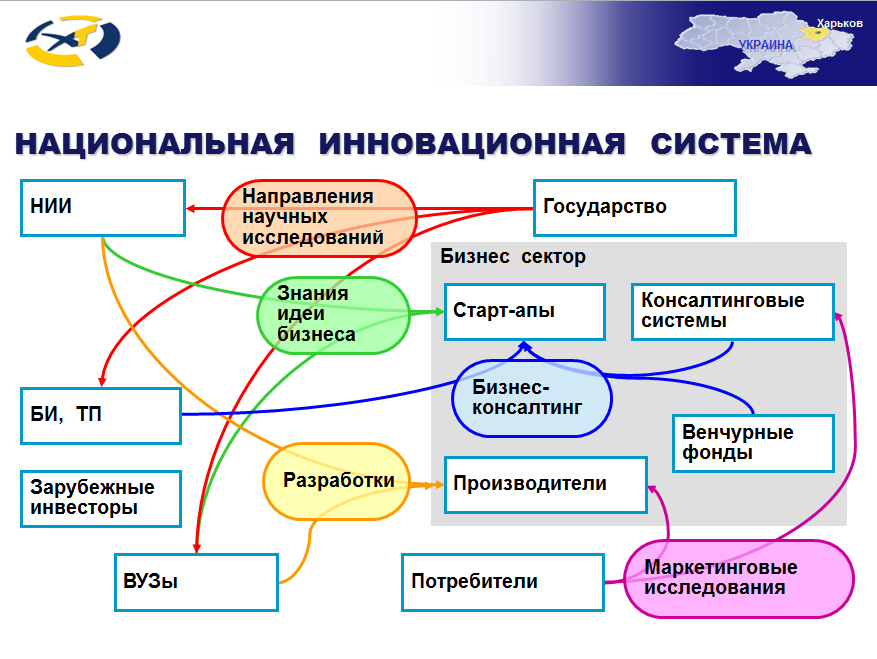 Харьков
УКРАИНА
НАЦИОНАЛЬНАЯ ИННОВАЦИОННАЯ СИСТЕМА
НИИ
Направления
научных
исследований
Государство
Бизнес сектор
Знания
идеи
бизнеса
Старт-апы
Консалтинговые
системы
Бизнес-
консалтинг
БИ, ТП
Венчурные
фонды
Зарубежные
инвесторы
Разработки
Производители
ВУЗы
Потребители
Маркетинговые
исследования